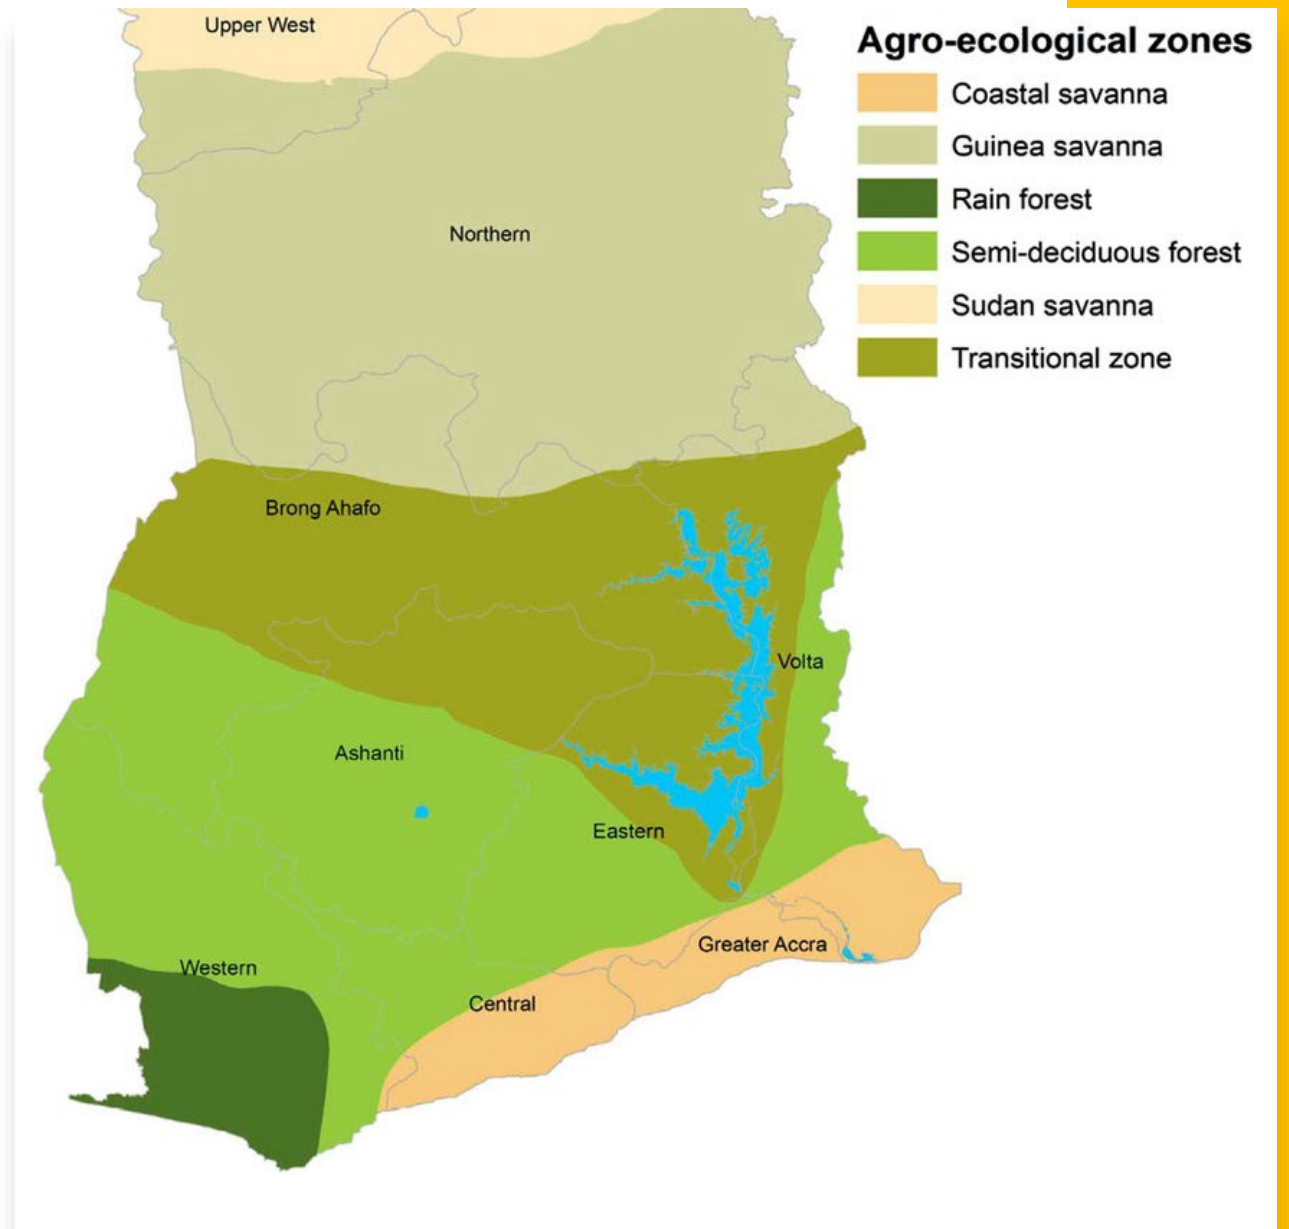 Upper West
Agro-ecological zones
Coastal savanna
Guinea savanna
Rain forest
Semi-deciduous forest
Sudan savanna
Transitional zone
Northern
Brong Ahafo
Volta
Ashanti
Eastern
Greater Accra
Western
Central